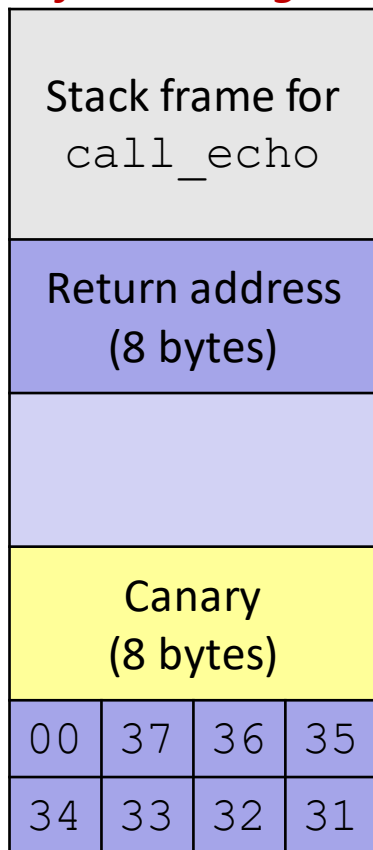 Stack frame for
call_echo
Return address
(8 bytes)
Canary
(8 bytes)
00 37 36 35
34 33 32 31